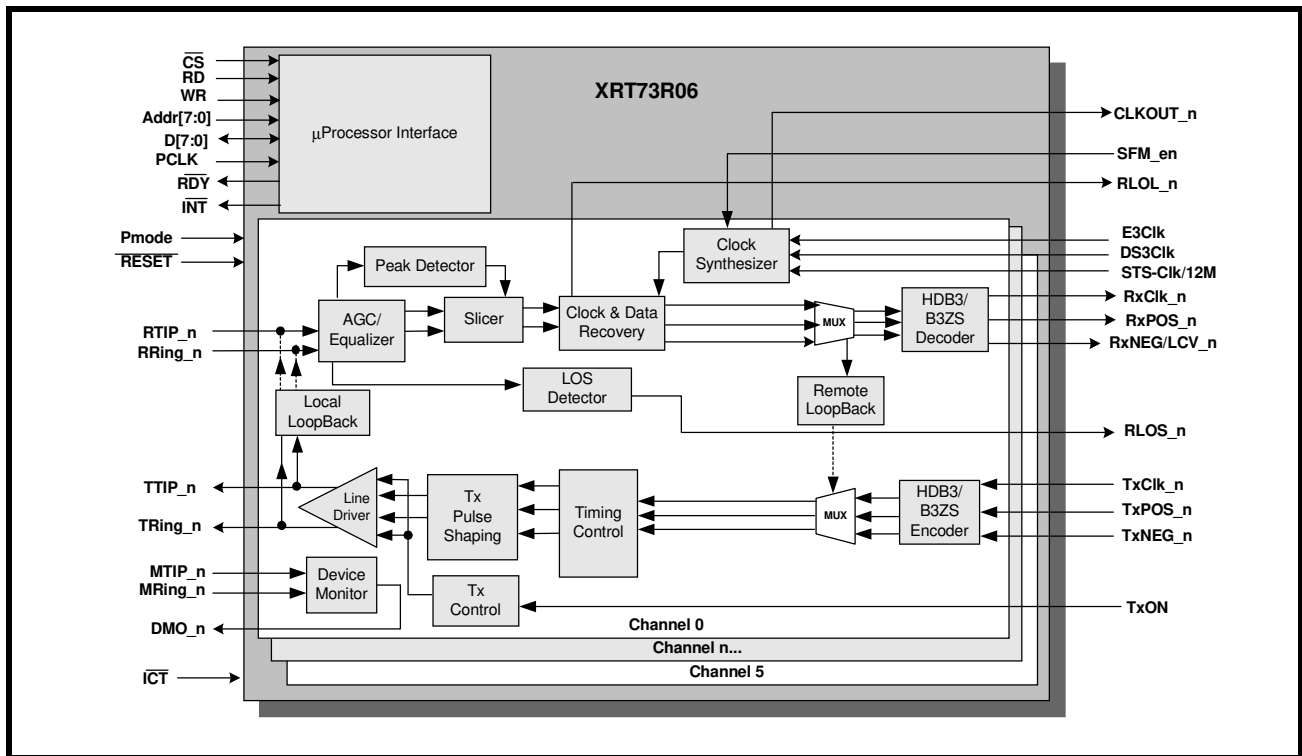 XRT73R06
CS
RD
WR
Addr[7:0]
D[7:0]
PCLK
RDY
INT
µProcessor Interface
Pmode
RESET
CLKOUT_n
SFM_en
RLOL_n
Clock
Synthesizer
E3Clk
DS3Clk
STS-Clk/12M
Peak Detector
RTIP_n
RRing_n
AGC/
Equalizer
Slicer
Clock & Data
Recovery
MUX
HDB3/
B3ZS
Decoder
RxClk_n
RxPOS_n
RxNEG/LCV_n
Local
LoopBack
LOS
Detector
Remote
LoopBack
RLOS_n
TTIP_n
TRing_n
Line
Driver
Tx
Pulse
Shaping
Timing
Control
MUX
HDB3/
B3ZS
Encoder
TxClk_n
TxPOS_n
TxNEG_n
MTIP_n
MRing_n
Device
Monitor
DMO_n
Tx
Control
TxON
Channel 0
Channel n...
Channel 5
ICT